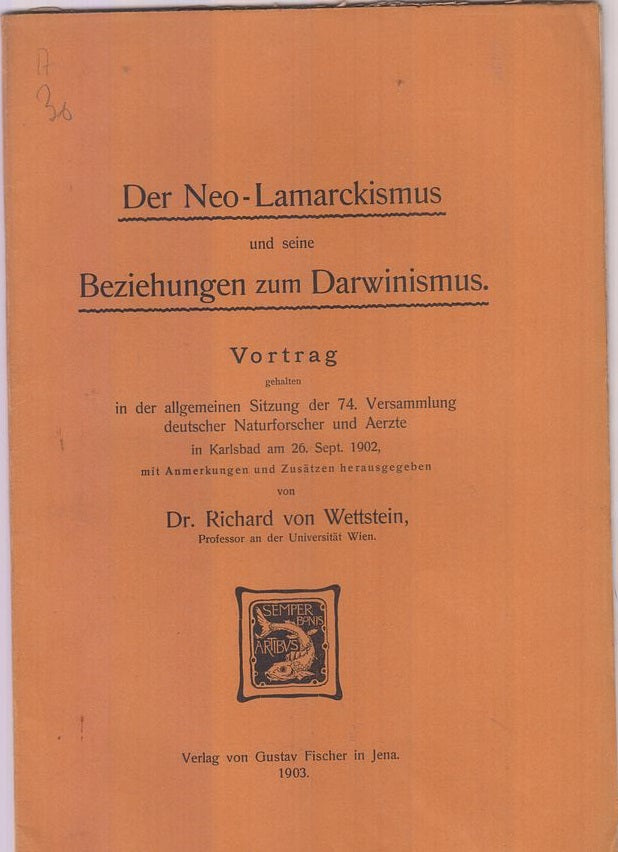 A
30
Der Neo-Lamarckismus
und seine
Beziehungen zum Darwinismus.
Vortrag
gehalten
in der allgemeinen Sitzung der 74. Versammlung
deutscher Naturforscher und Aerzte
in Karlsbad am 26. Sept. 1902,
mit Anmerkungen und Zusätzen herausgegeben
von
Dr. Richard von Wettstein,
Professor an der Universität Wien.
SEMPER
BONIS
ARTIBVS
Verlag von Gustav Fischer in Jena.
1903.